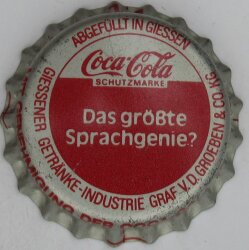 ABGEFÜLLT IN GIESSEN
Coca-Cola
SCHUTZMARKE
Das größte
Sprachgenie?
GIESSENER GETRÄNKE-INDUSTRIE GRAF V. D. GROEBEN & CO. KG